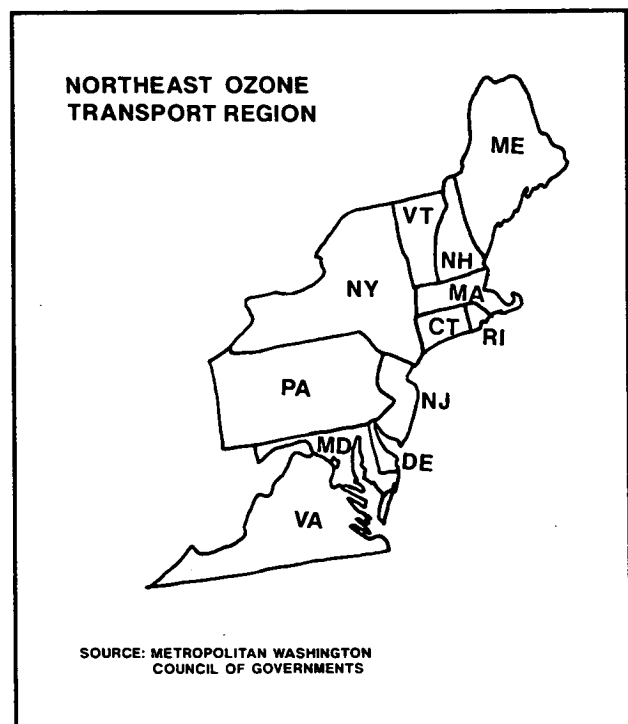 NORTHEAST OZONE
TRANSPORT REGION
ME
VT
NH
NY
MA
CT
RI
PA
NJ
MD
DE
VA
SOURCE: METROPOLITAN WASHINGTON
COUNCIL OF GOVERNMENTS